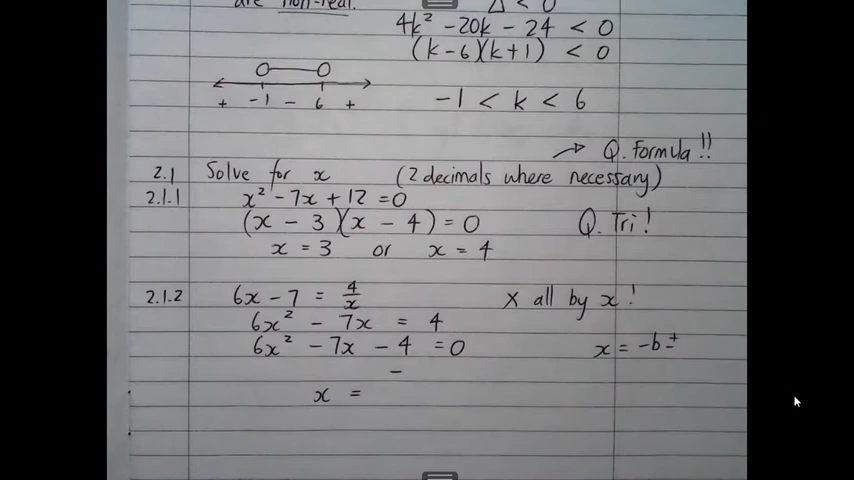 are non-real. Δ < 0
4k² - 20k - 24 < 0
(k - 6)(k + 1) < 0
+ -1 - 6 + -1 < k < 6
→ Q. formula !!
2.1 Solve for x (2 decimals where necessary)
2.1.1 x² - 7x + 12 = 0
(x - 3)(x - 4) = 0 Q. Tri !
x = 3 or x = 4
2.1.2 6x - 7 = 4/x X all by x !
6x² - 7x = 4
6x² - 7x - 4 = 0 x = -b ±
-
x =